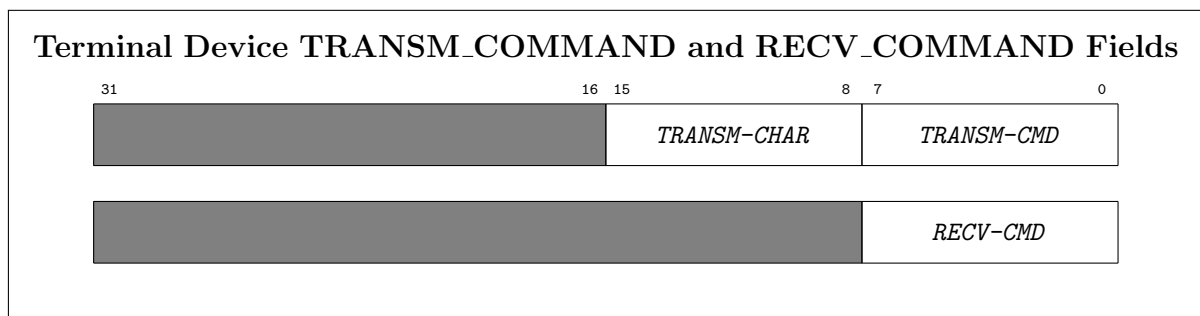 Terminal Device TRANSM_COMMAND and RECV_COMMAND Fields
31 16 15 8 7 0
TRANSM-CHAR TRANSM-CMD
RECV-CMD